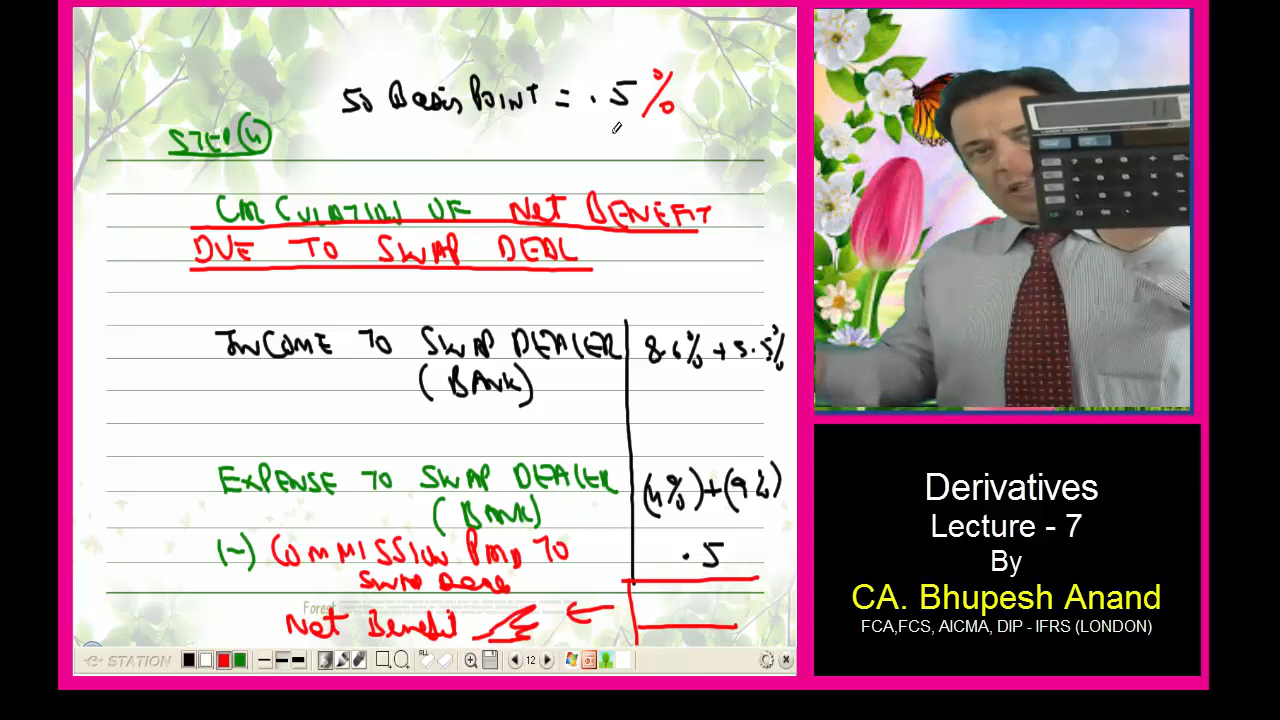 50 Basis Point = .5 %
STEP (4)
CALCULATION OF NET BENEFIT
DUE TO SWAP DEAL
INCOME TO SWAP DEALER
(BANK)
8.6% + 5.5%
EXPENSE TO SWAP DEALER
(BANK)
(4%) + (9%)
(-) COMMISSION PAID TO
SWAP DEALER
.5
Net Benefit
e-STATION
12
Derivatives
Lecture - 7
By
CA. Bhupesh Anand
FCA,FCS, AICMA, DIP - IFRS (LONDON)